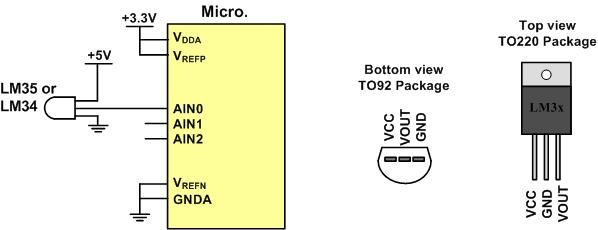 Micro.
+3.3V
VDDA
VREFP
+5V
LM35 or
LM34
AIN0
AIN1
AIN2
VREFN
GNDA
Bottom view
TO92 Package
VCC
VOUT
GND
Top view
TO220 Package
LM3x
VCC
GND
VOUT